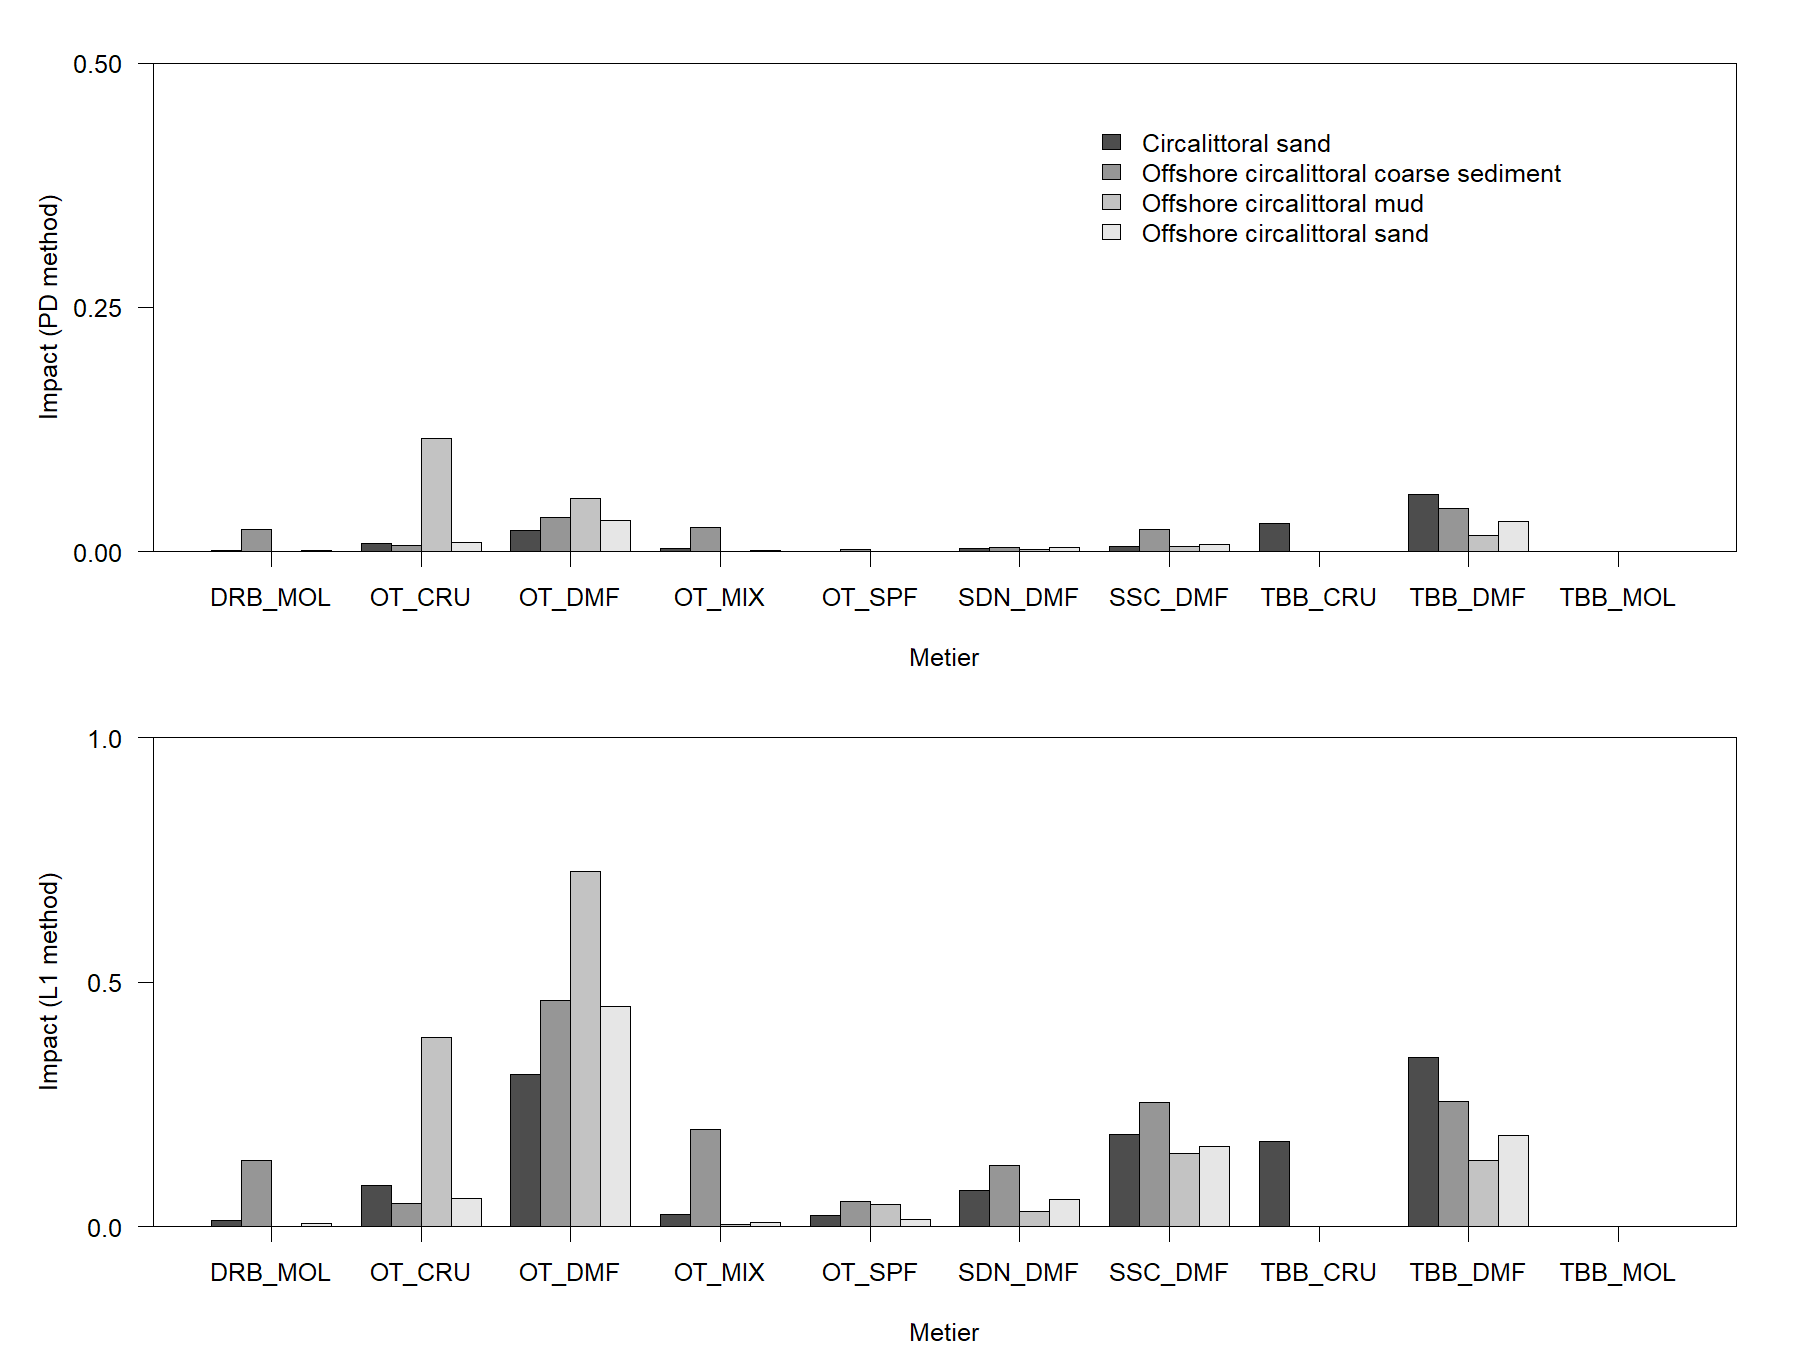 0.50
Impact (PD method)
0.25
0.00
Circalittoral sand
Offshore circalittoral coarse sediment
Offshore circalittoral mud
Offshore circalittoral sand
DRB_MOL OT_CRU OT_DMF OT_MIX OT_SPF SDN_DMF SSC_DMF TBB_CRU TBB_DMF TBB_MOL
Metier
1.0
Impact (L1 method)
0.5
0.0
DRB_MOL OT_CRU OT_DMF OT_MIX OT_SPF SDN_DMF SSC_DMF TBB_CRU TBB_DMF TBB_MOL
Metier